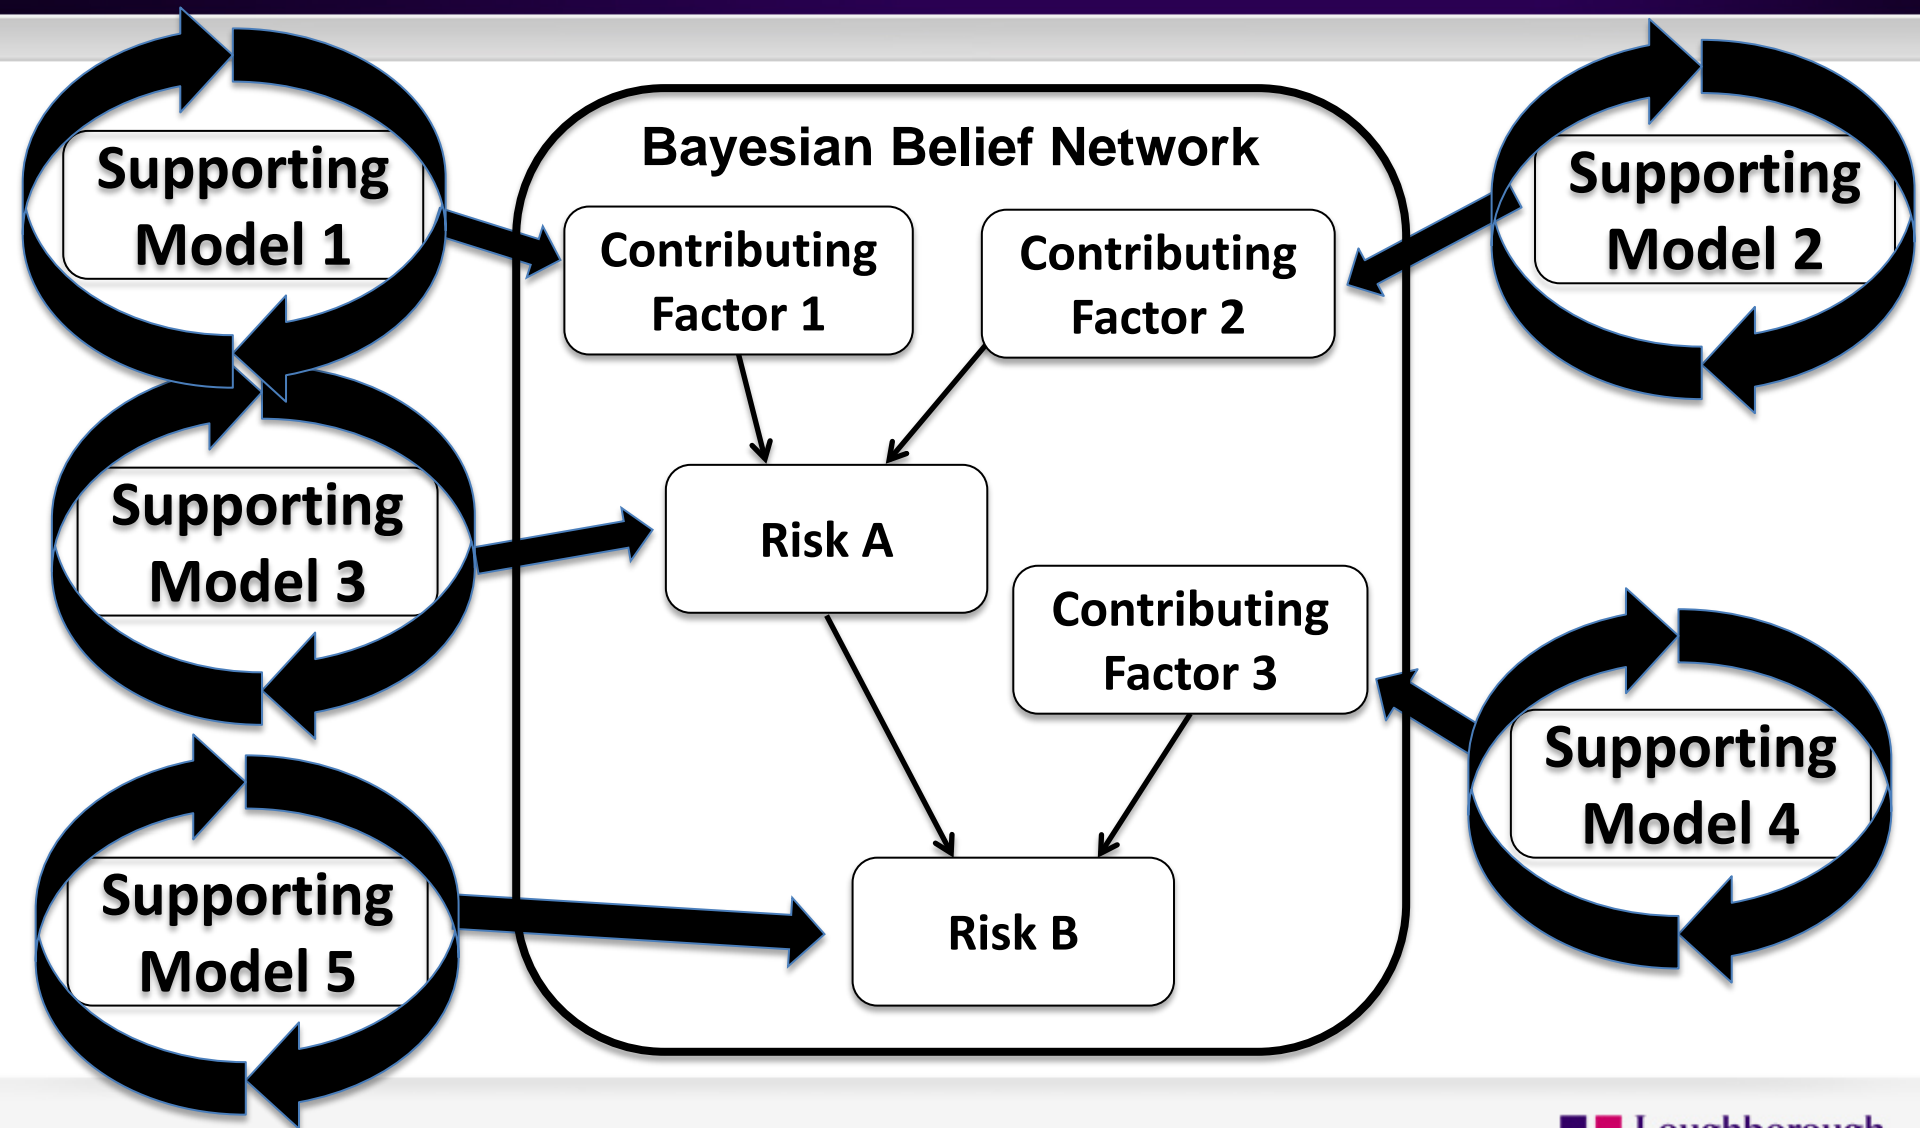 Bayesian Belief Network
Supporting
Model 1
Supporting
Model 2
Contributing
Factor 1
Contributing
Factor 2
Supporting
Model 3
Risk A
Contributing
Factor 3
Supporting
Model 4
Supporting
Model 5
Risk B
Loughborough